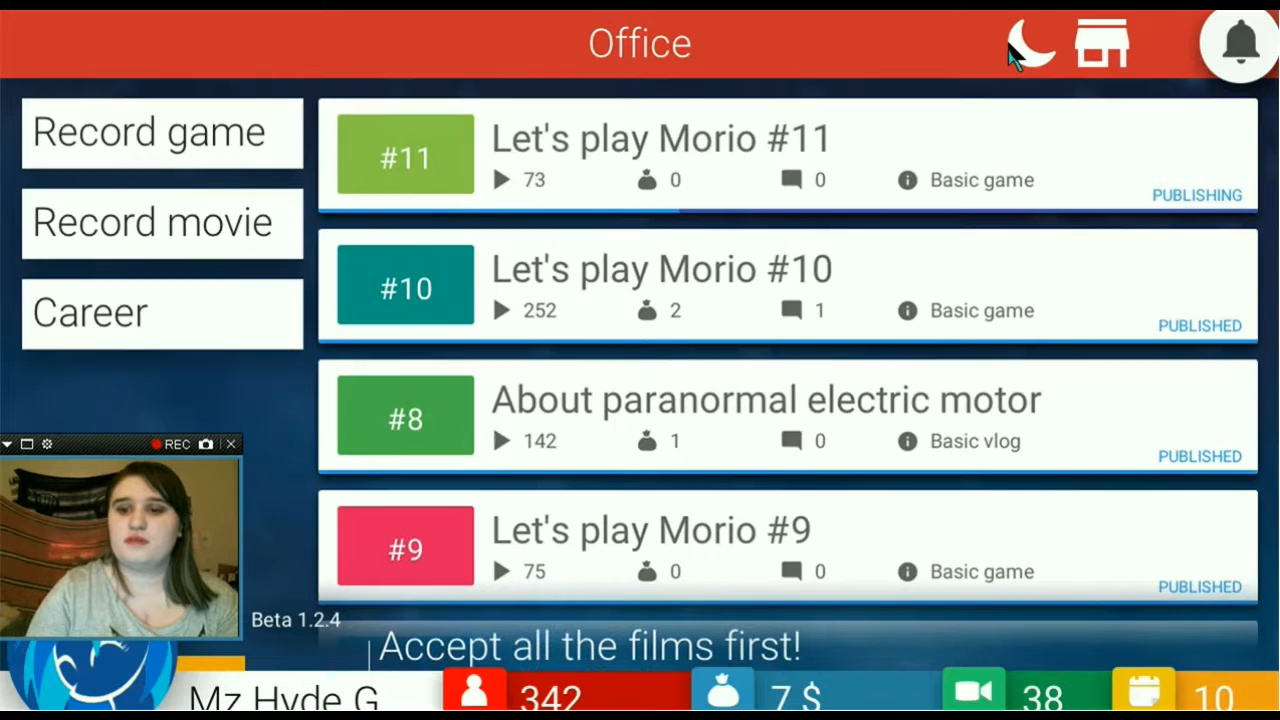 Office
Record game
Record movie
Career
#11
Let's play Morio #11
73
0
0
Basic game
PUBLISHING
#10
Let's play Morio #10
252
2
1
Basic game
PUBLISHED
#8
About paranormal electric motor
142
1
0
Basic vlog
PUBLISHED
#9
Let's play Morio #9
75
0
0
Basic game
PUBLISHED
REC
Beta 1.2.4
Accept all the films first!
Mz Hyde G
342
7 $
38
10